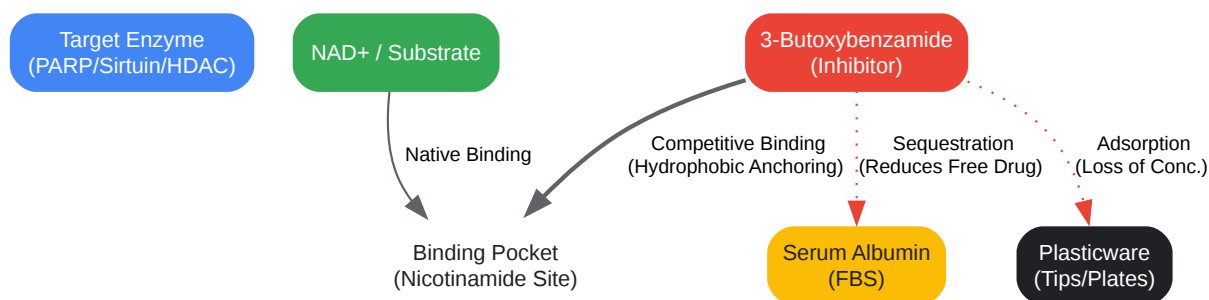 Target Enzyme
(PARP/Sirtuin/HDAC)
NAD+ / Substrate
3-Butoxybenzamide
(Inhibitor)
Native Binding
Competitive Binding
(Hydrophobic Anchoring)
Sequestration
(Reduces Free Drug)
Adsorption
(Loss of Conc.)
Binding Pocket
(Nicotinamide Site)
Serum Albumin
(FBS)
Plasticware
(Tips/Plates)